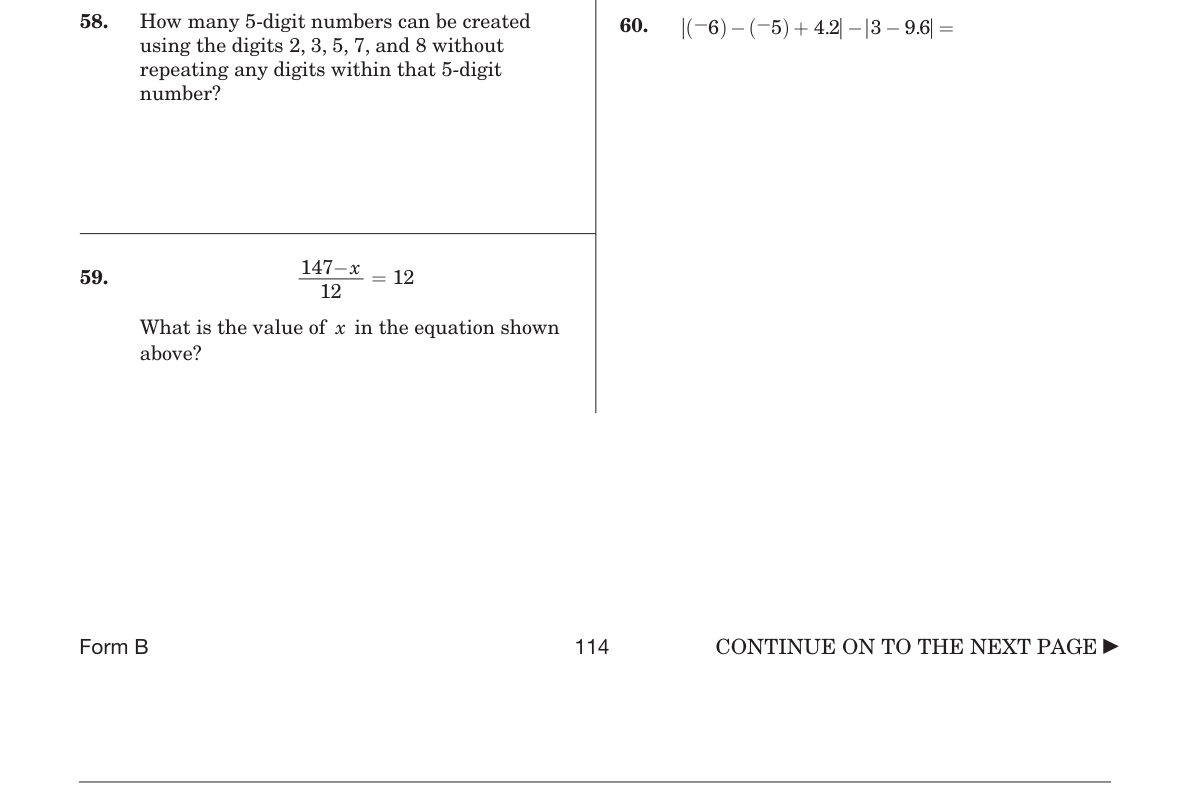 58. How many 5-digit numbers can be created
using the digits 2, 3, 5, 7, and 8 without
repeating any digits within that 5-digit
number?
59. 147−x
12 = 12
What is the value of x in the equation shown
above?
60. |(−6) − (−5) + 4.2| − |3 − 9.6| =
Form B 114 CONTINUE ON TO THE NEXT PAGE ►